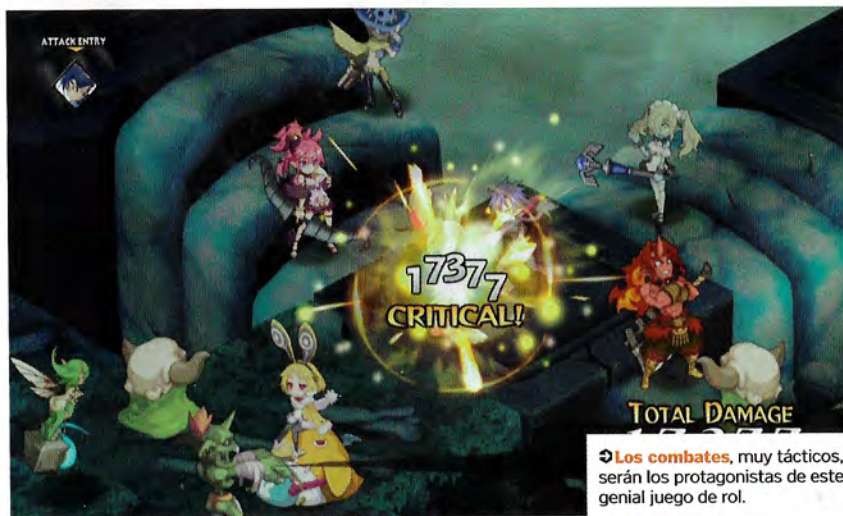 ATTACK ENTRY
17377
CRITICAL!
TOTAL DAMAGE
Los combates, muy tácticos,
serán los protagonistas de este
genial juego de rol.